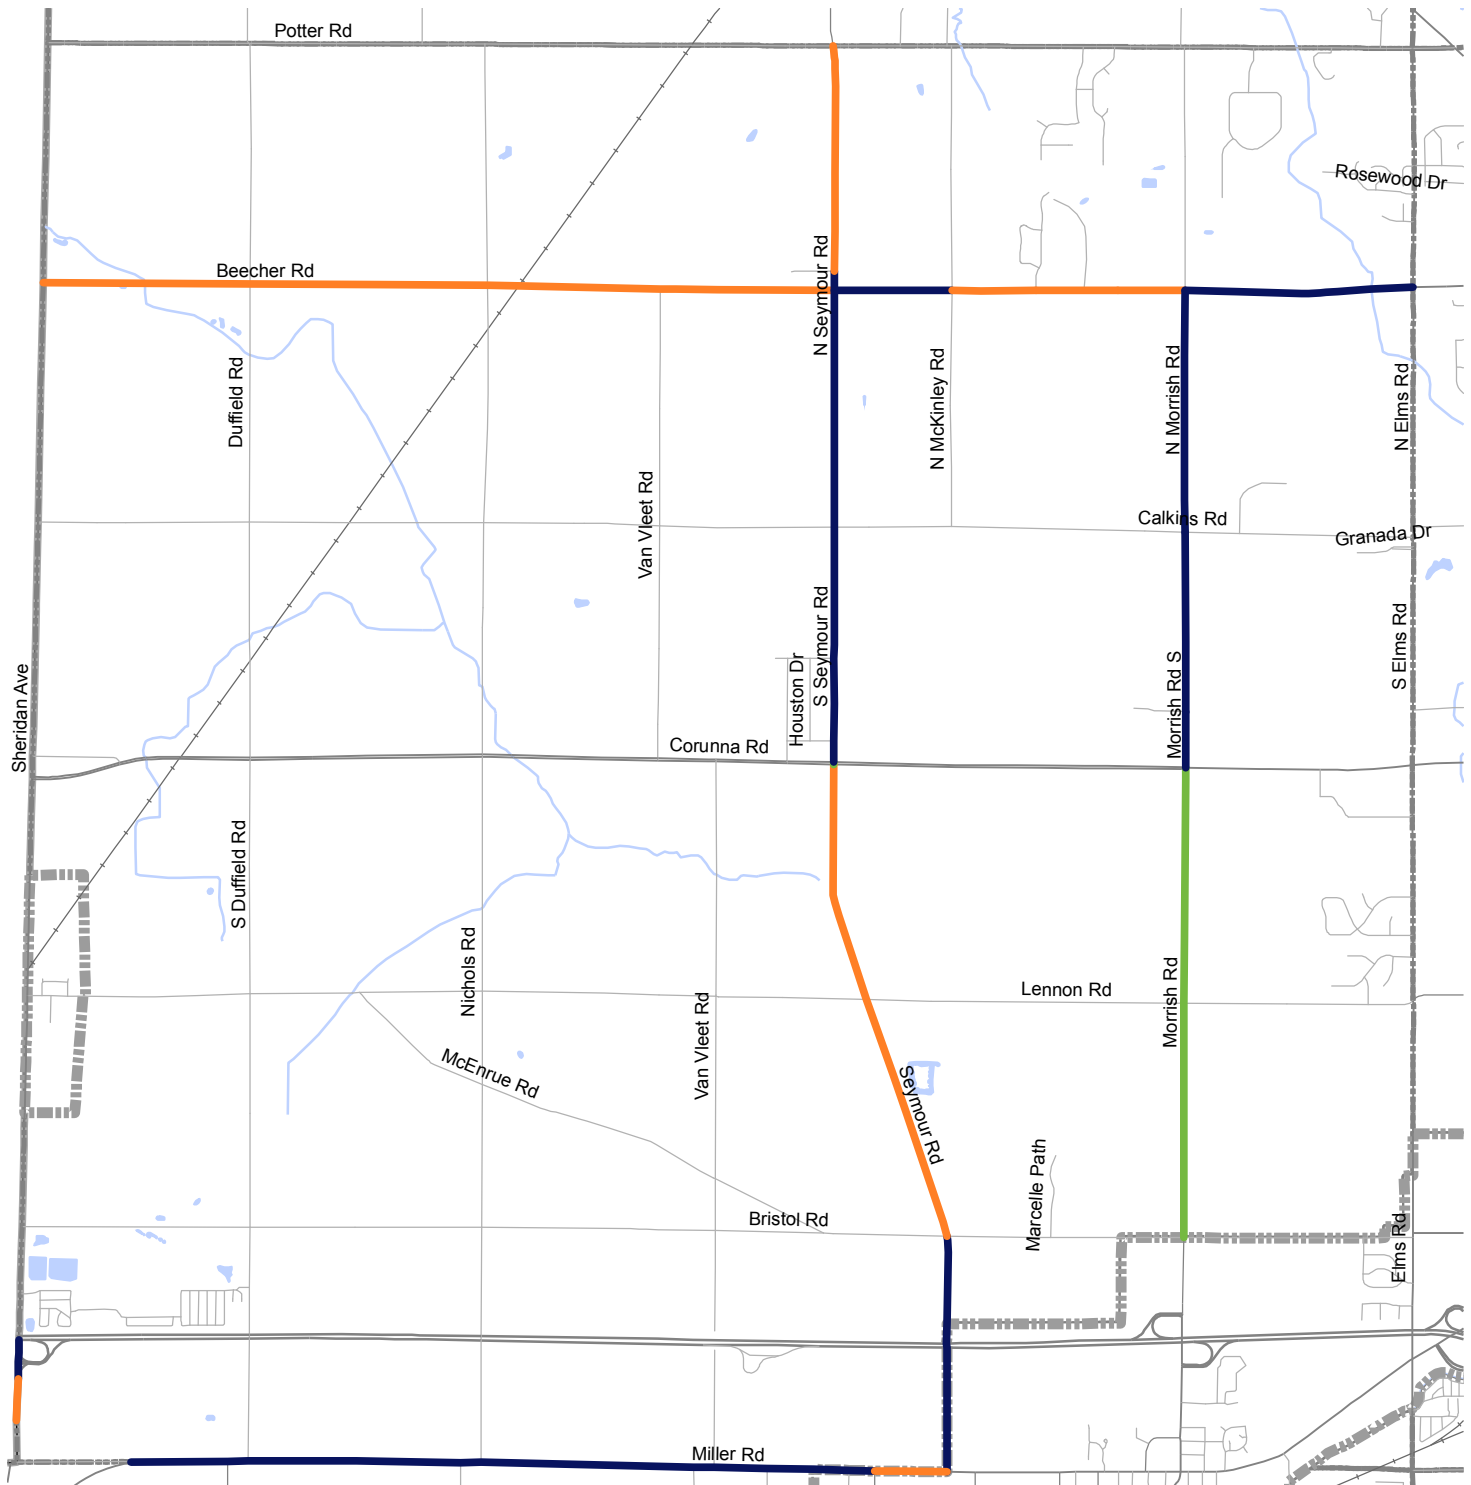 Potter Rd
Rosewood Dr
Beecher Rd
N Seymour Rd
Duffield Rd
N McKinley Rd
N Morrish Rd
N Elms Rd
Van Vleet Rd
Calkins Rd
Granada Dr
S Seymour Rd
S Elms Rd
Houston Dr
Morrish Rd S
Sheridan Ave
Corunna Rd
S Duffield Rd
Nichols Rd
Lennon Rd
Morrish Rd
Van Vleet Rd
McEnrue Rd
Seymour Rd
Marcelle Path
Bristol Rd
Elms Rd
Miller Rd